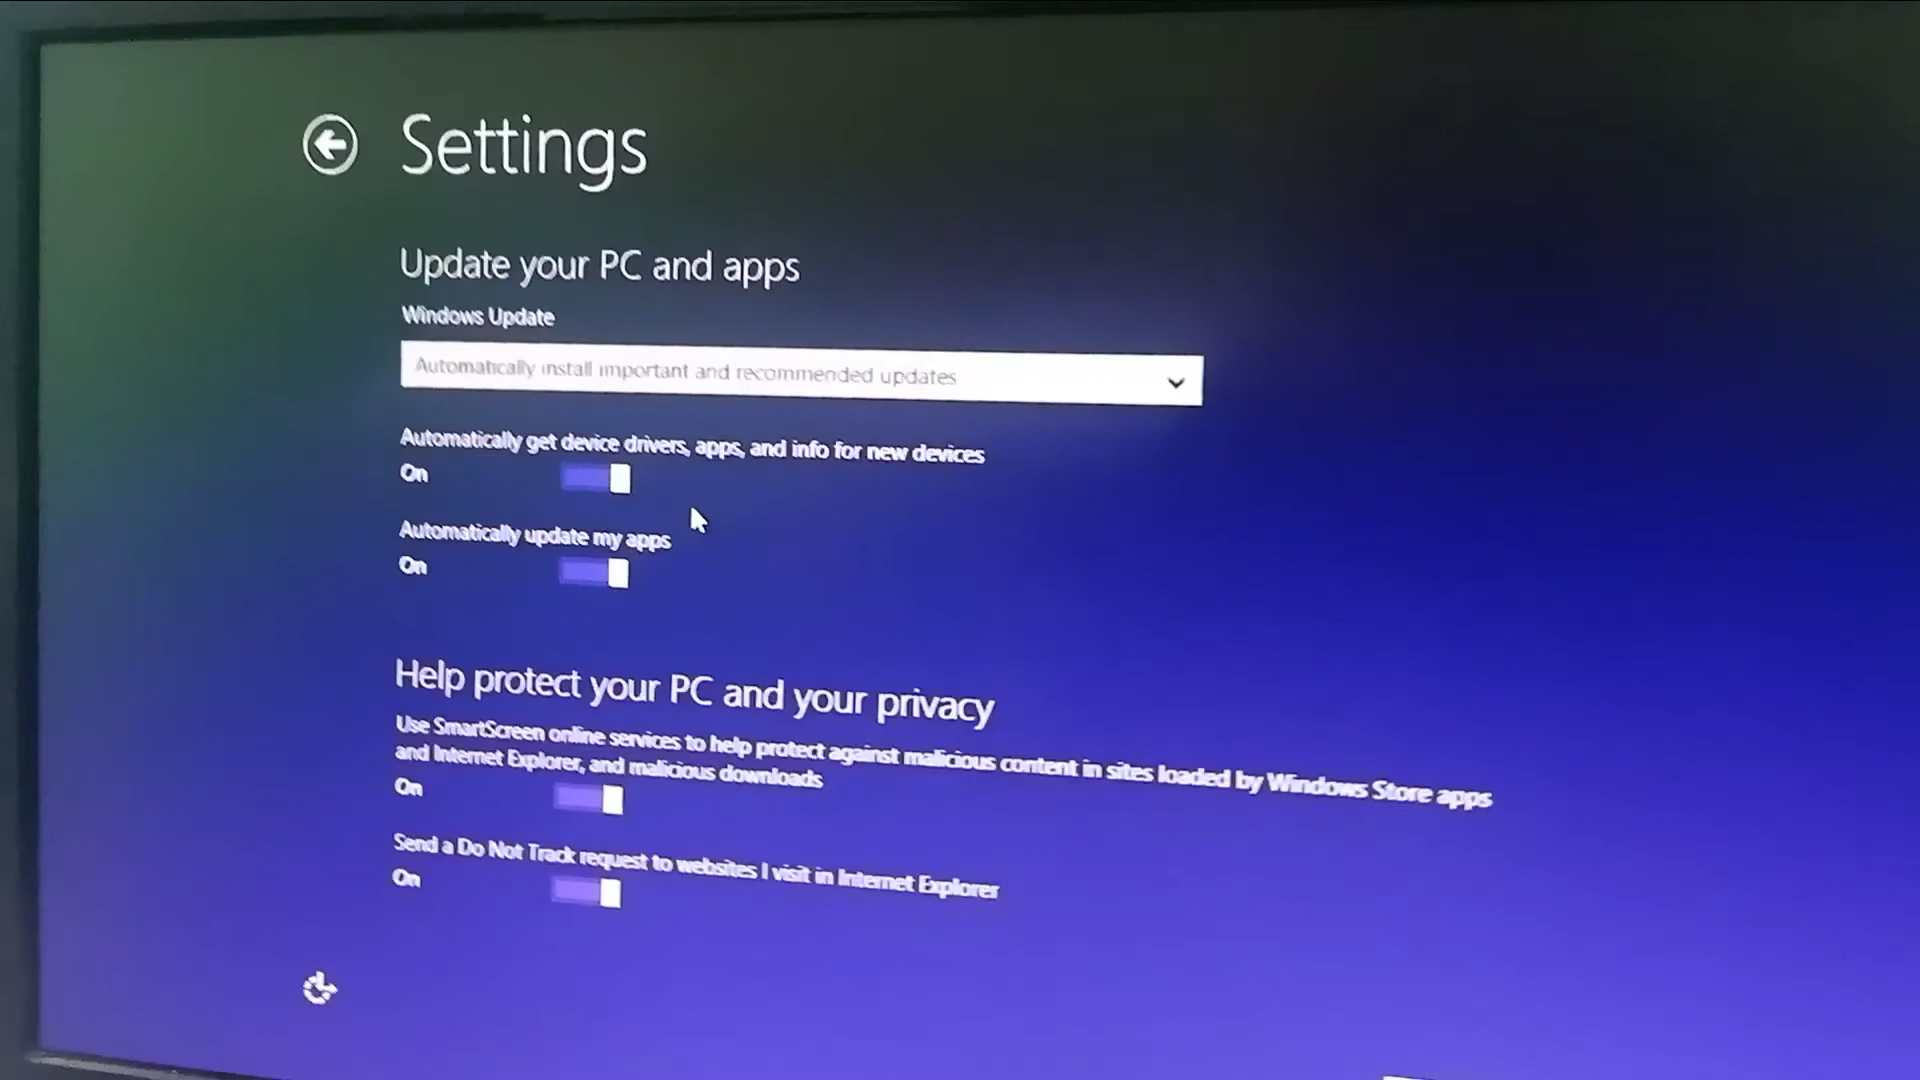 Settings
Update your PC and apps
Windows Update
Automatically install important and recommended updates
Automatically get device drivers, apps, and info for new devices
On
Automatically update my apps
On
Help protect your PC and your privacy
Use SmartScreen online services to help protect against malicious content in sites loaded by Windows Store apps
and Internet Explorer, and malicious downloads
On
Send a Do Not Track request to websites I visit in Internet Explorer
On